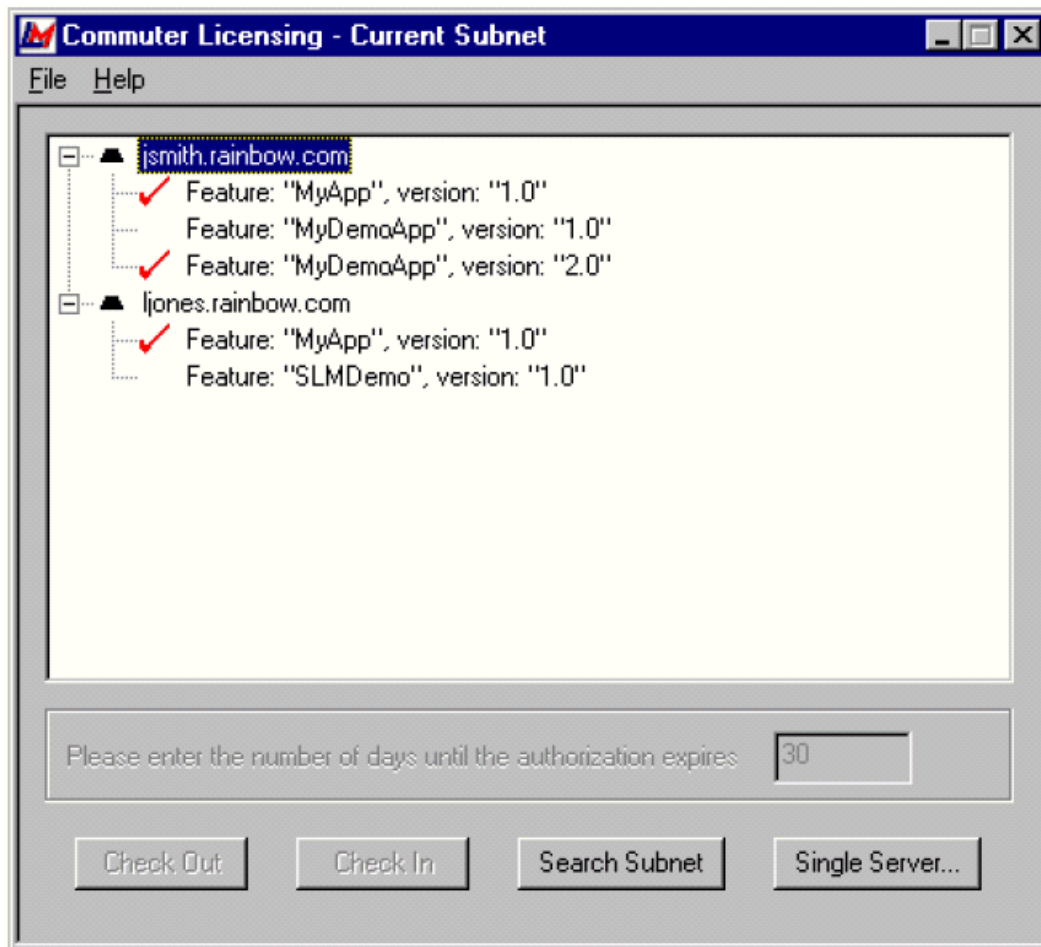 Commuter Licensing - Current Subnet
File Help
jsmith.rainbow.com
Feature: "MyApp", version: "1.0"
Feature: "MyDemoApp", version: "1.0"
Feature: "MyDemoApp", version: "2.0"
ljones.rainbow.com
Feature: "MyApp", version: "1.0"
Feature: "SLMDemo", version: "1.0"
Please enter the number of days until the authorization expires 30
Check Out Check In Search Subnet Single Server...